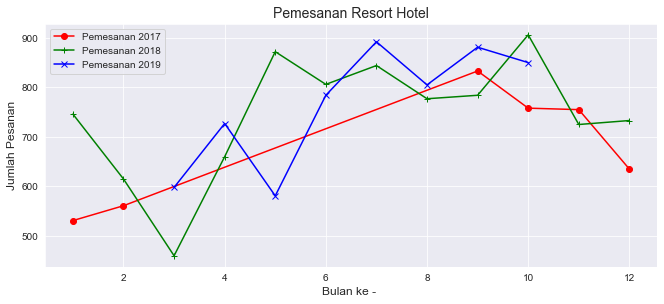 Pemesanan Resort Hotel
Pemesanan 2017
Pemesanan 2018
Pemesanan 2019
Jumlah Pesanan
900
800
700
600
500
2 4 6 8 10 12
Bulan ke -